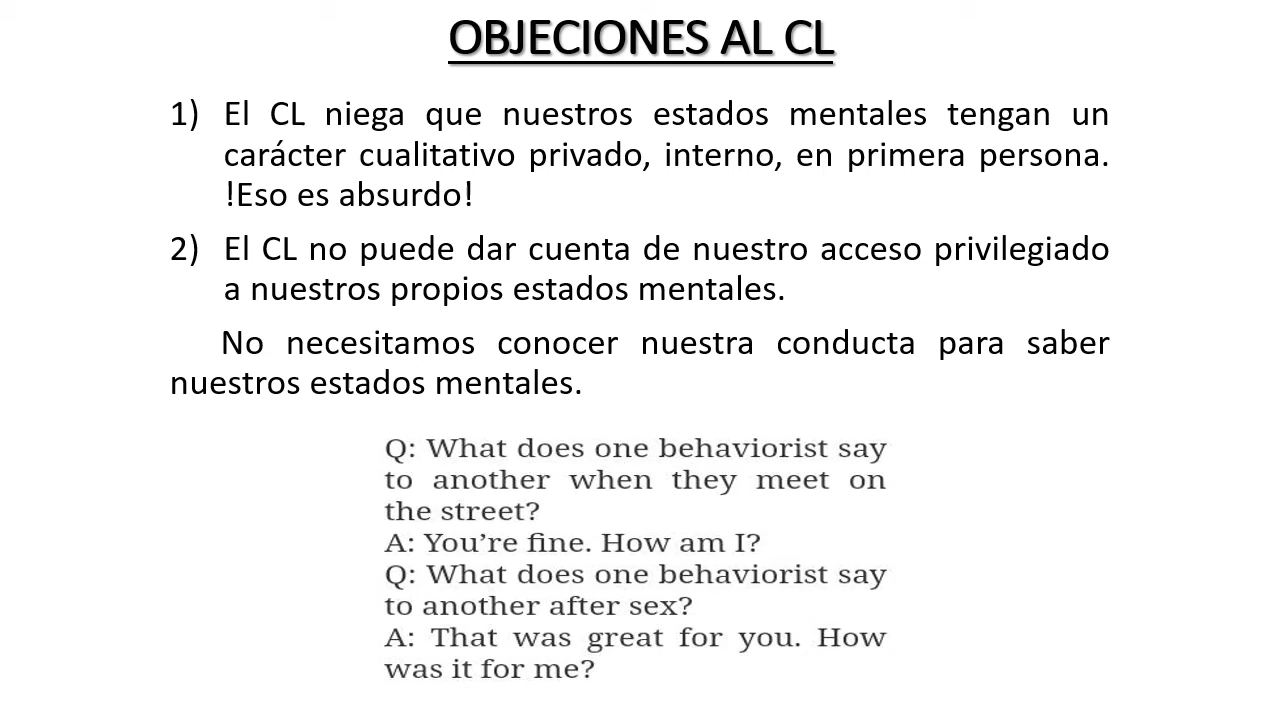 OBJECIONES AL CL
1) El CL niega que nuestros estados mentales tengan un
carácter cualitativo privado, interno, en primera persona.
!Eso es absurdo!
2) El CL no puede dar cuenta de nuestro acceso privilegiado
a nuestros propios estados mentales.
No necesitamos conocer nuestra conducta para saber
nuestros estados mentales.
Q: What does one behaviorist say
to another when they meet on
the street?
A: You’re fine. How am I?
Q: What does one behaviorist say
to another after sex?
A: That was great for you. How
was it for me?